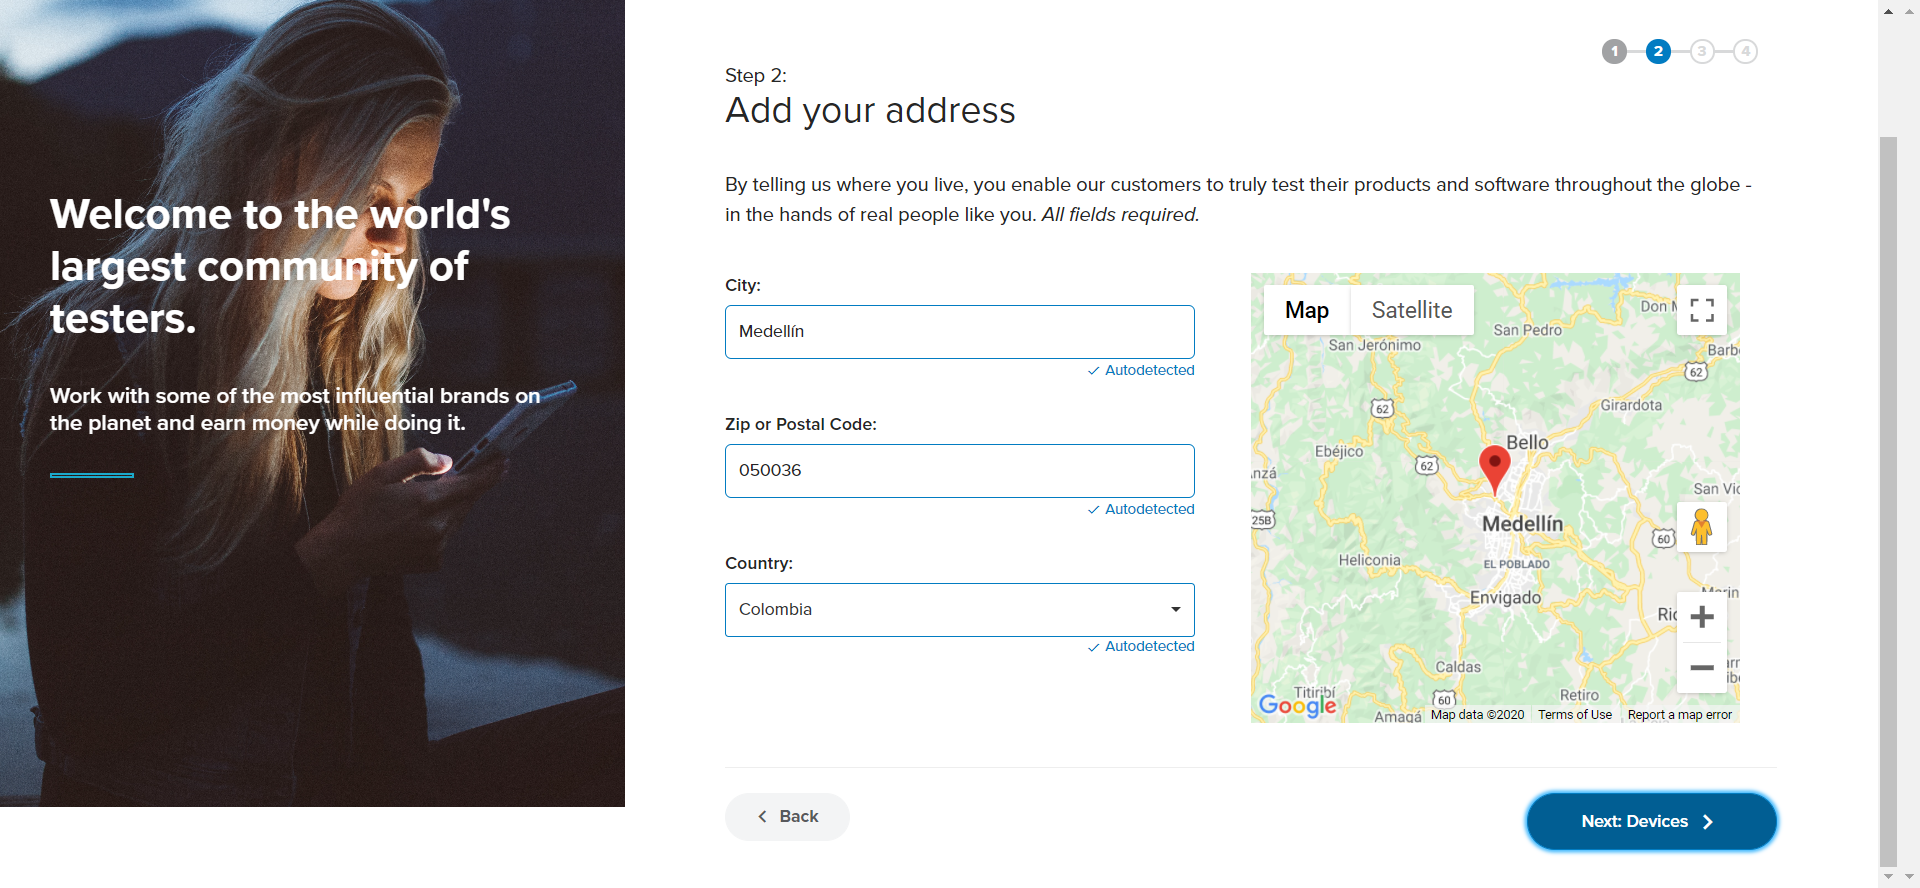 Welcome to the world's
largest community of
testers.
Work with some of the most influential brands on
the planet and earn money while doing it.
1 2 3 4
Step 2:
Add your address
By telling us where you live, you enable our customers to truly test their products and software throughout the globe -
in the hands of real people like you. All fields required.
City:
Medellín
✓ Autodetected
Zip or Postal Code:
050036
✓ Autodetected
Country:
Colombia
✓ Autodetected
Map Satellite
Don M
San Pedro
San Jerónimo
Barb
62
62
Girardota
Bello
Ebéjico
62
nzá
San Vic
25B
Medellín
60
Heliconia
EL POBLADO
Envigado
Marin
Ric
Caldas
Titiribí
60
Retiro
Google
Amagá
Map data ©2020 Terms of Use Report a map error
Back
Next: Devices